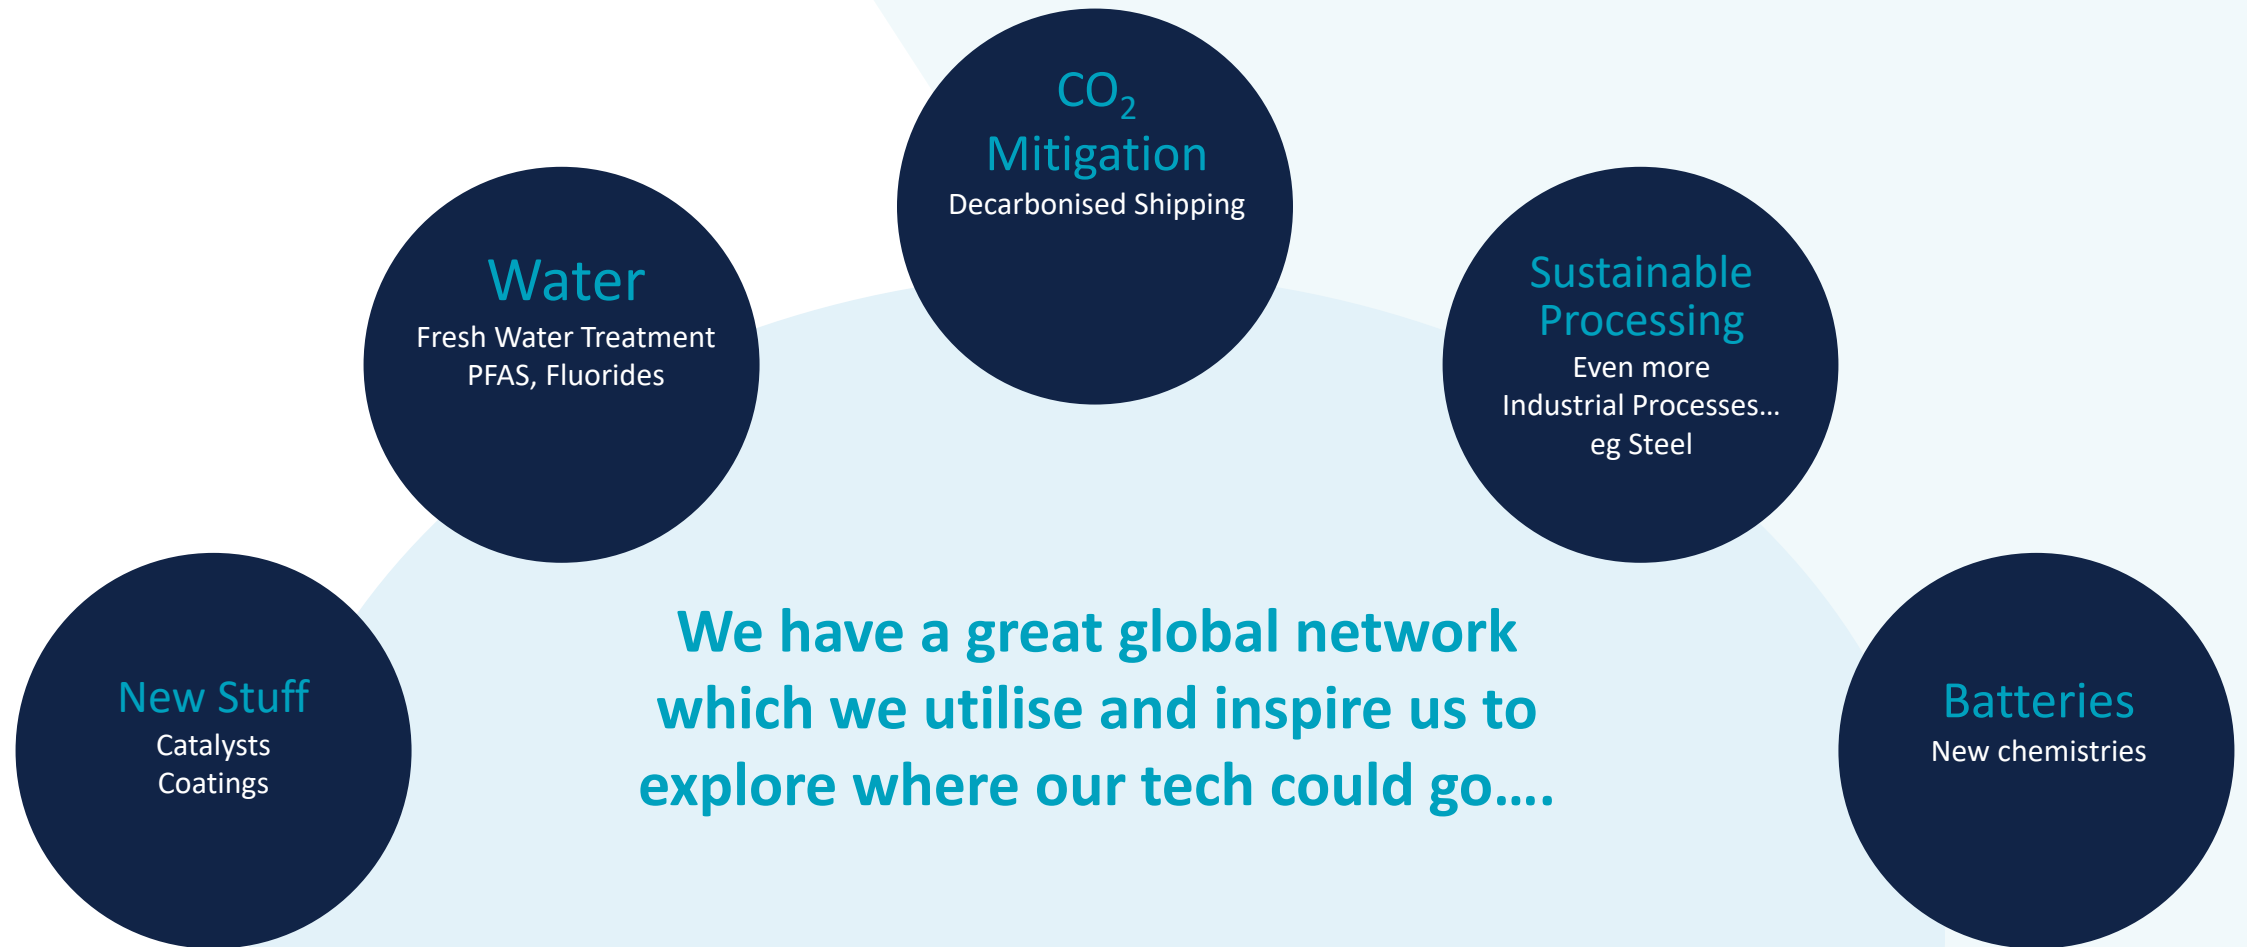 New Stuff
Catalysts
Coatings
Water
Fresh Water Treatment
PFAS, Fluorides
CO₂
Mitigation
Decarbonised Shipping
Sustainable
Processing
Even more
Industrial Processes...
eg Steel
Batteries
New chemistries
We have a great global network
which we utilise and inspire us to
explore where our tech could go....